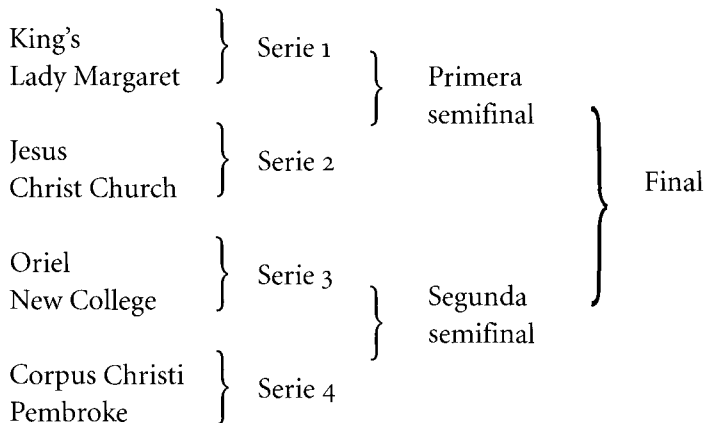 King's
Lady Margaret
Serie 1
Jesus
Christ Church
Serie 2
Primera
semifinal
Oriel
New College
Serie 3
Corpus Christi
Pembroke
Serie 4
Segunda
semifinal
Final